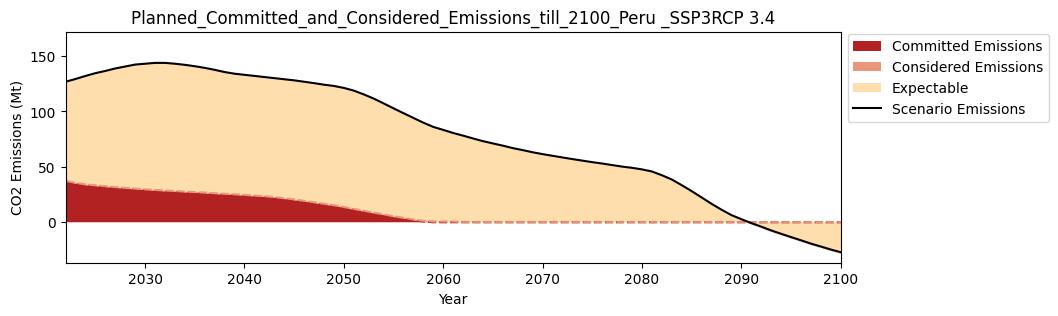 Planned_Committed_and_Considered_Emissions_till_2100_Peru _SSP3RCP 3.4
CO2 Emissions (Mt)
150
100
50
0
2030 2040 2050 2060 2070 2080 2090 2100
Year
Committed Emissions
Considered Emissions
Expectable
Scenario Emissions